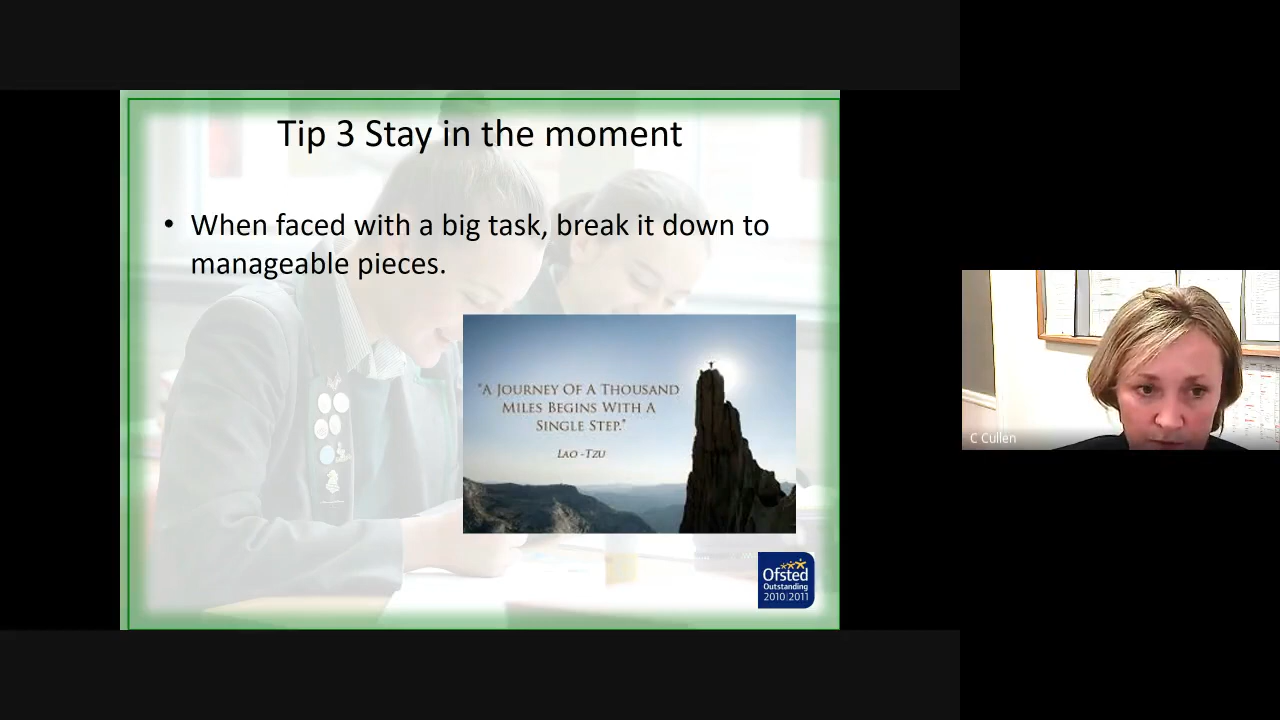 Tip 3 Stay in the moment
• When faced with a big task, break it down to
manageable pieces.
"A JOURNEY OF A THOUSAND
MILES BEGINS WITH A
SINGLE STEP."
LAO -TZU
Ofsted
Outstanding
2010|2011
C Cullen